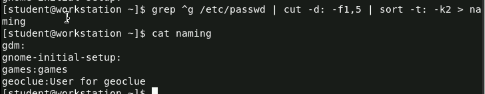 [student@workstation ~]$ grep ^g /etc/passwd | cut -d: -f1,5 | sort -t: -k2 > na
ming
[student@workstation ~]$ cat naming
gdm:
gnome-initial-setup:
games:games
geoclue:User for geoclue
[student@workstation ~]$